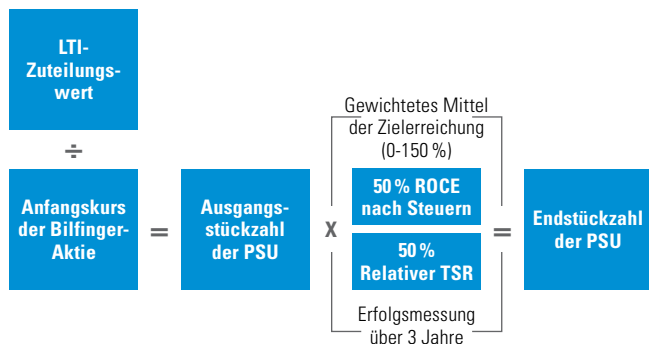 LTI-
Zuteilungs-
wert
÷
Anfangskurs
der Bilfinger-
Aktie
=
Ausgangs-
stückzahl
der PSU
x
Gewichtetes Mittel
der Zielerreichung
(0-150 %)
50 % ROCE
nach Steuern
50 %
Relativer TSR
Erfolgsmessung
über 3 Jahre
=
Endstückzahl
der PSU